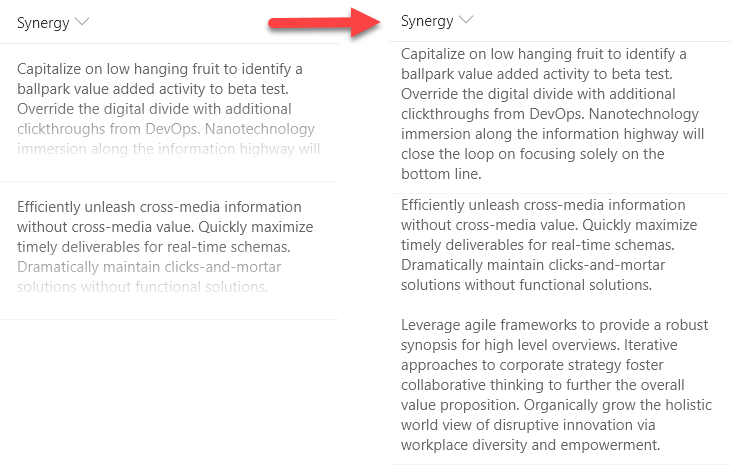 Synergy
Capitalize on low hanging fruit to identify a
ballpark value added activity to beta test.
Override the digital divide with additional
clickthroughs from DevOps. Nanotechnology
immersion along the information highway will
Efficiently unleash cross-media information
without cross-media value. Quickly maximize
timely deliverables for real-time schemas.
Dramatically maintain clicks-and-mortar
solutions without functional solutions.
Synergy
Capitalize on low hanging fruit to identify a
ballpark value added activity to beta test.
Override the digital divide with additional
clickthroughs from DevOps. Nanotechnology
immersion along the information highway will
close the loop on focusing solely on the
bottom line.
Efficiently unleash cross-media information
without cross-media value. Quickly maximize
timely deliverables for real-time schemas.
Dramatically maintain clicks-and-mortar
solutions without functional solutions.
Leverage agile frameworks to provide a robust
synopsis for high level overviews. Iterative
approaches to corporate strategy foster
collaborative thinking to further the overall
value proposition. Organically grow the holistic
world view of disruptive innovation via
workplace diversity and empowerment.